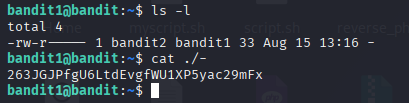 bandit1@bandit:~$ ls -l
total 4
-rw-r----- 1 bandit2 bandit1 33 Aug 15 13:16 -
bandit1@bandit:~$ cat ./-
263JGJPfgU6LtdEvgfWU1XP5yac29mFx
bandit1@bandit:~$